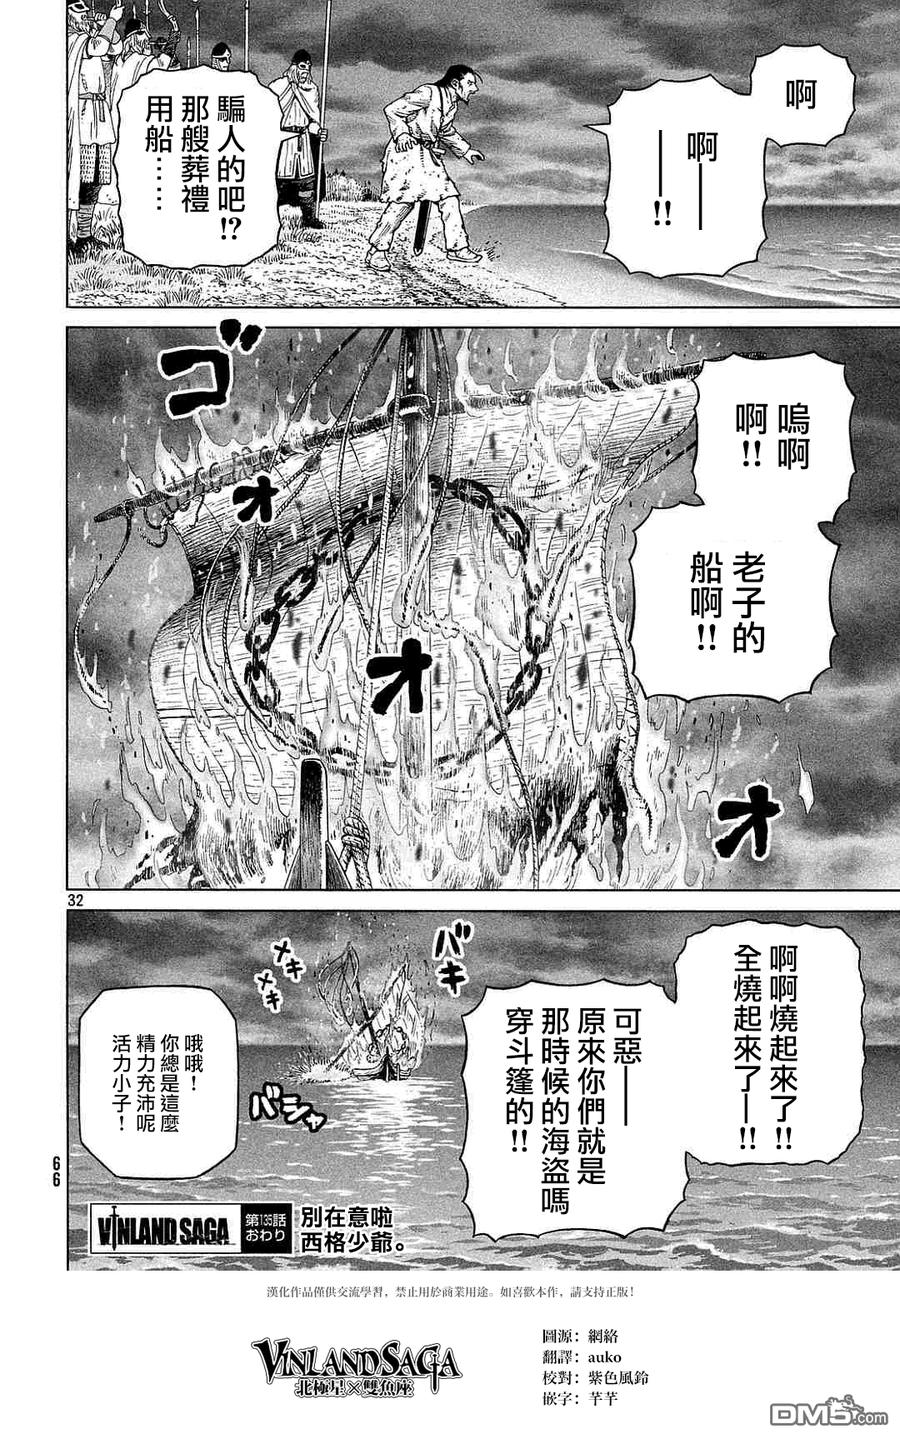 啊
啊——
!!
騙人的吧!?
那艘葬禮
用船……
ゴ
オ
オ
オ
嗚啊
啊!!
老子的
船啊!!
啊啊燒起來了!!
全燒起來了——!!
可惡——
原來你們就是
那時候的海盜嗎
穿斗篷的!!
バキ
メキ
メキ
バシャ
哦哦!
你總是這麼
精力充沛呢
活力小子!
32
66
VINLAND SAGA
第135話
おわり
別在意啦
西格少爺。
漢化作品僅供交流學習，禁止用於商業用途。如喜歡本作，請支持正版!
VINLAND SAGA
北極星×雙魚座
圖源：網絡
翻譯：auko
校對：紫色風鈴
嵌字：芊芊
DM5.com